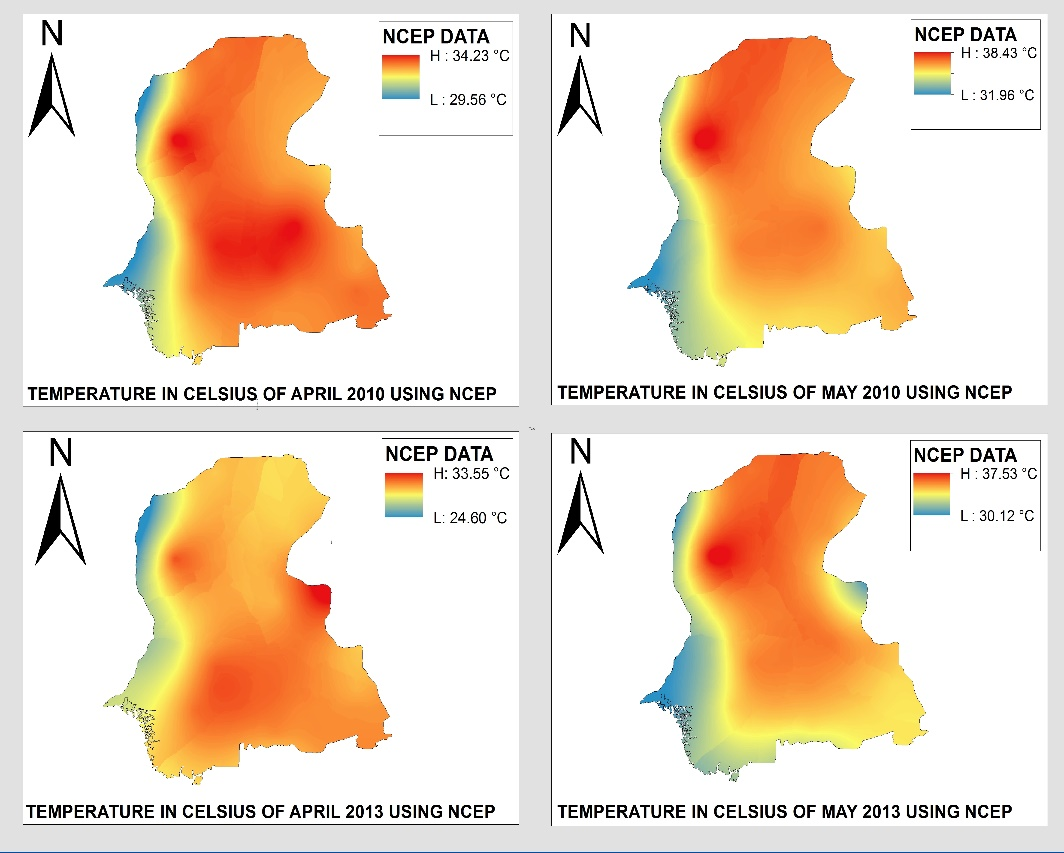 N
NCEP DATA
H : 34.23 °C
L : 29.56 °C
TEMPERATURE IN CELSIUS OF APRIL 2010 USING NCEP
N
NCEP DATA
H : 38.43 °C
L : 31.96 °C
TEMPERATURE IN CELSIUS OF MAY 2010 USING NCEP
N
NCEP DATA
H: 33.55 °C
L: 24.60 °C
TEMPERATURE IN CELSIUS OF APRIL 2013 USING NCEP
N
NCEP DATA
H : 37.53 °C
L : 30.12 °C
TEMPERATURE IN CELSIUS OF MAY 2013 USING NCEP